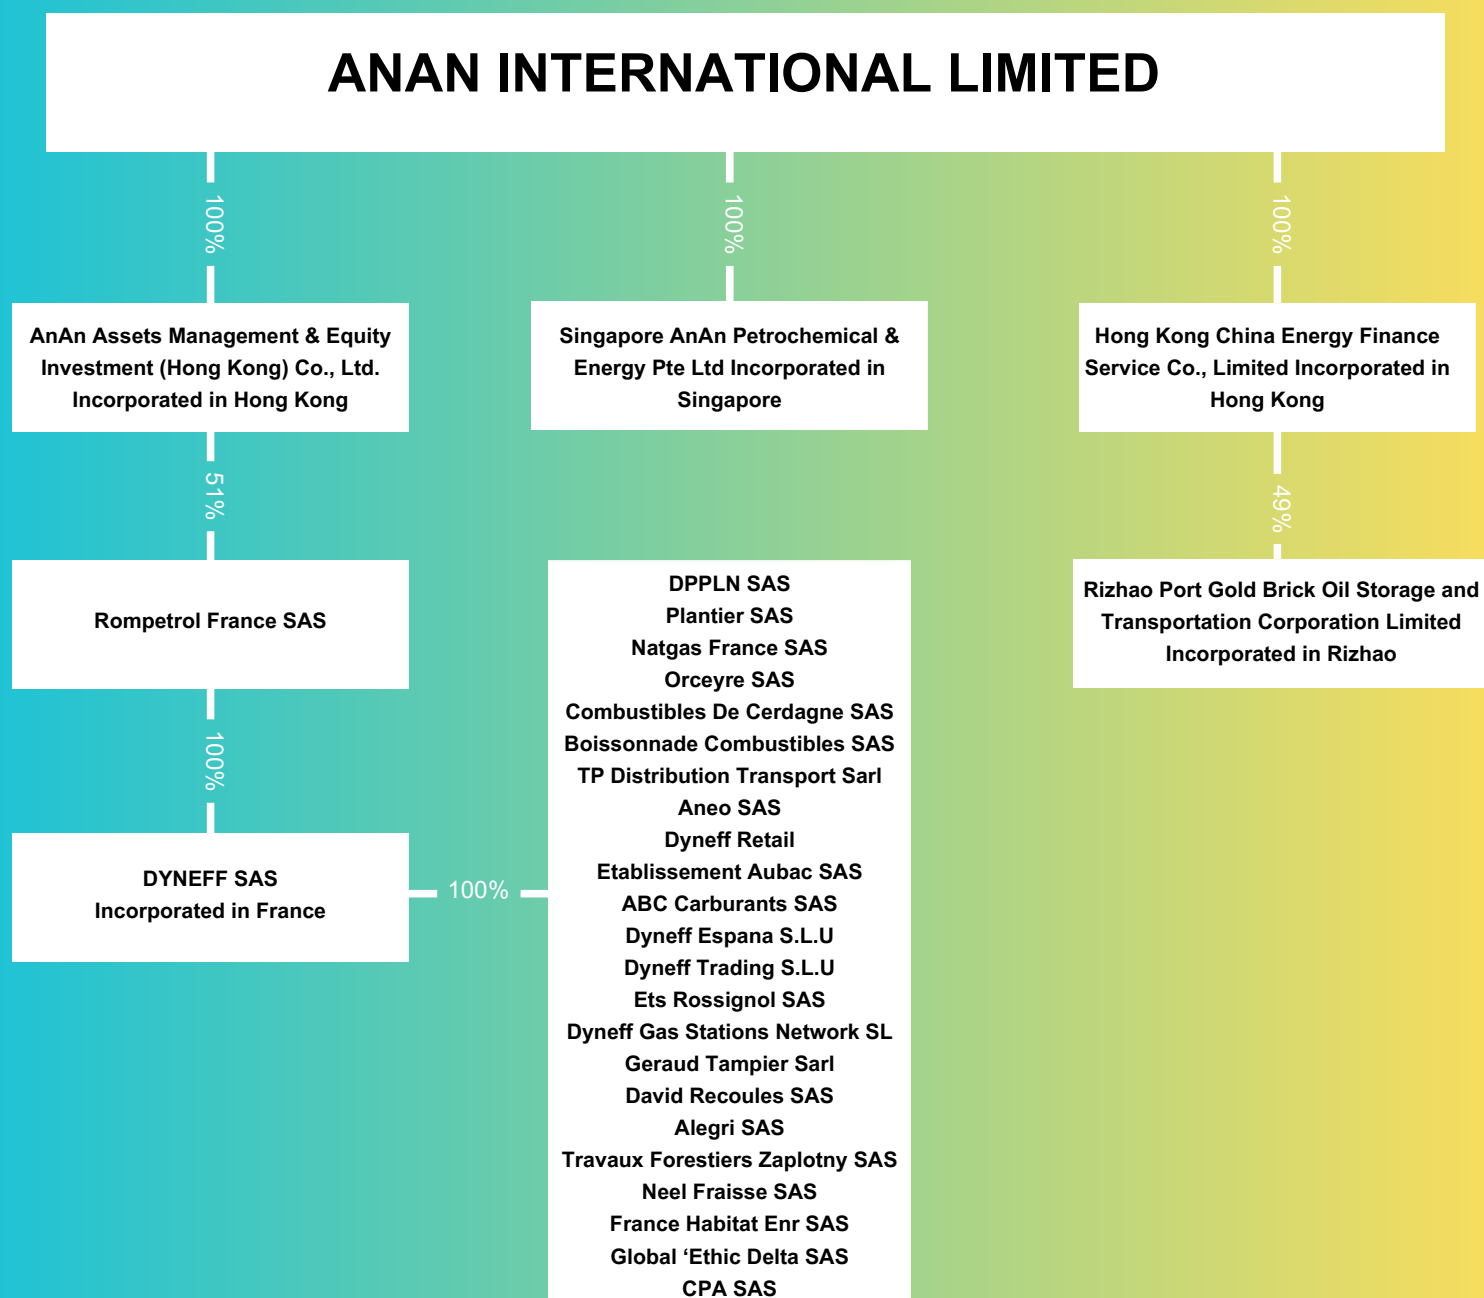 ANAN INTERNATIONAL LIMITED
100%
100%
100%
AnAn Assets Management & Equity
Investment (Hong Kong) Co., Ltd.
Incorporated in Hong Kong
Singapore AnAn Petrochemical &
Energy Pte Ltd Incorporated in
Singapore
Hong Kong China Energy Finance
Service Co., Limited Incorporated in
Hong Kong
51%
49%
Rompetrol France SAS
Rizhao Port Gold Brick Oil Storage and
Transportation Corporation Limited
Incorporated in Rizhao
100%
DYNEFF SAS
Incorporated in France
100%
DPPLN SAS
Plantier SAS
Natgas France SAS
Orceyre SAS
Combustibles De Cerdagne SAS
Boissonnade Combustibles SAS
TP Distribution Transport Sarl
Aneo SAS
Dyneff Retail
Etablissement Aubac SAS
ABC Carburants SAS
Dyneff Espana S.L.U
Dyneff Trading S.L.U
Ets Rossignol SAS
Dyneff Gas Stations Network SL
Geraud Tampier Sarl
David Recoules SAS
Alegri SAS
Travaux Forestiers Zaplotny SAS
Neel Fraisse SAS
France Habitat Enr SAS
Global ‘Ethic Delta SAS
CPA SAS